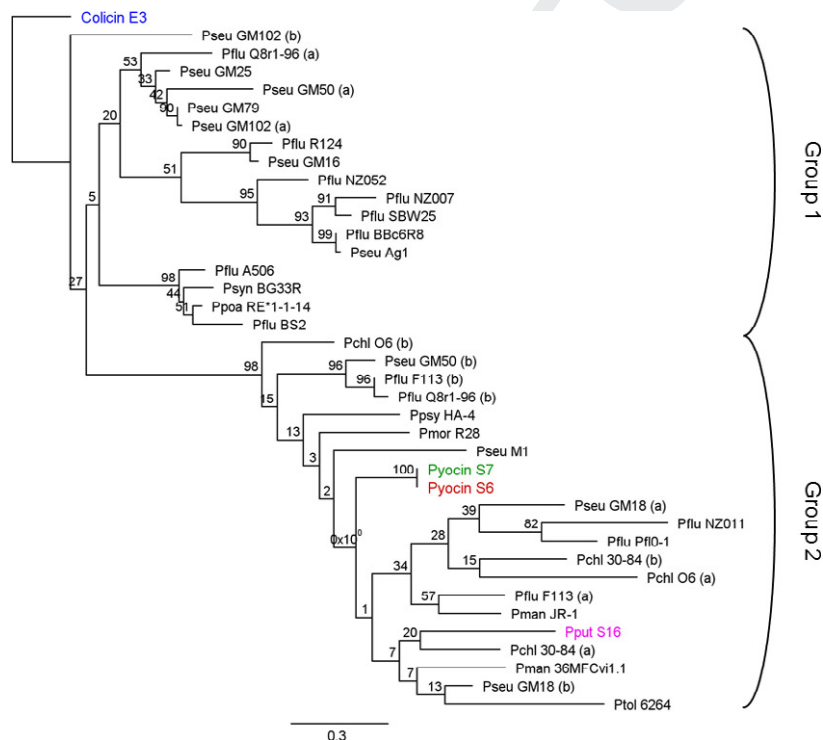 Colicin E3
Pseu GM102 (b)
53
Pflu Q8r1-96 (a)
33
Pseu GM25
42
Pseu GM50 (a)
90
Pseu GM79
Pseu GM102 (a)
20
90
Pflu R124
Pseu GM16
51
Pflu NZ052
95
91
Pflu NZ007
Pflu SBW25
93
99
Pflu BBc6R8
Pseu Ag1
5
98
Pflu A506
44
Psyn BG33R
51
Ppoa RE*1-1-14
Pflu BS2
27
Pchl O6 (b)
98
96
Pseu GM50 (b)
96
Pflu F113 (b)
Pflu Q8r1-96 (b)
15
Ppsy HA-4
13
Pmor R28
3
Pseu M1
2
100
Pyocin S7
Pyocin S6
39
Pseu GM18 (a)
82
Pflu NZ011
Pflu Pfl0-1
0x10⁰
28
15
Pchl 30-84 (b)
Pchl O6 (a)
34
57
Pflu F113 (a)
Pman JR-1
1
20
Pput S16
Pchl 30-84 (a)
7
7
Pman 36MFCvi1.1
13
Pseu GM18 (b)
Ptol 6264
0.3
Group 1
Group 2